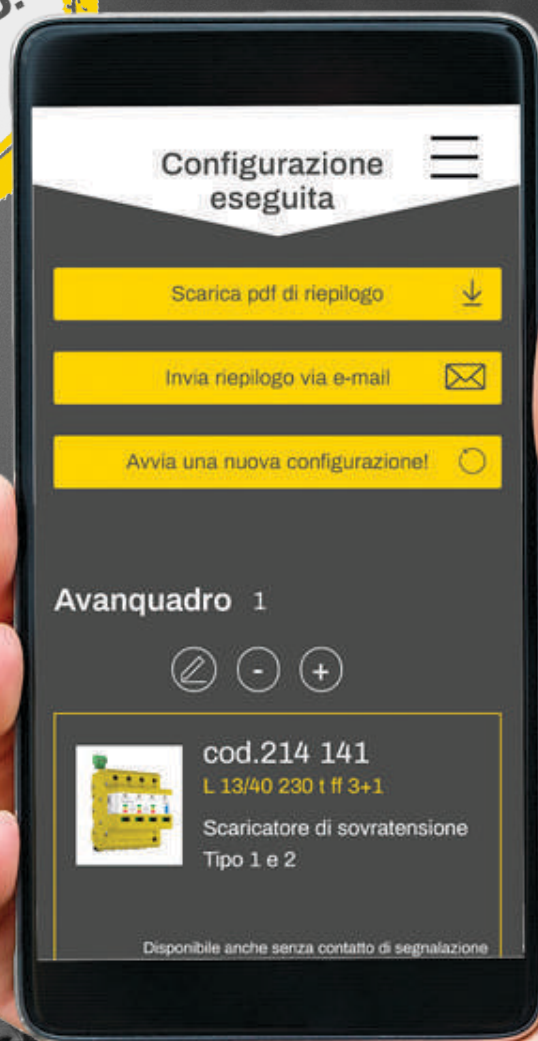 Configurazione
eseguita
Scarica pdf di riepilogo
Invia riepilogo via e-mail
Avvia una nuova configurazione!
Avanquadro 1
- +
cod.214 141
L 13/40 230 t ff 3+1
Scaricatore di sovratensione
Tipo 1 e 2
Disponibile anche senza contatto di segnalazione